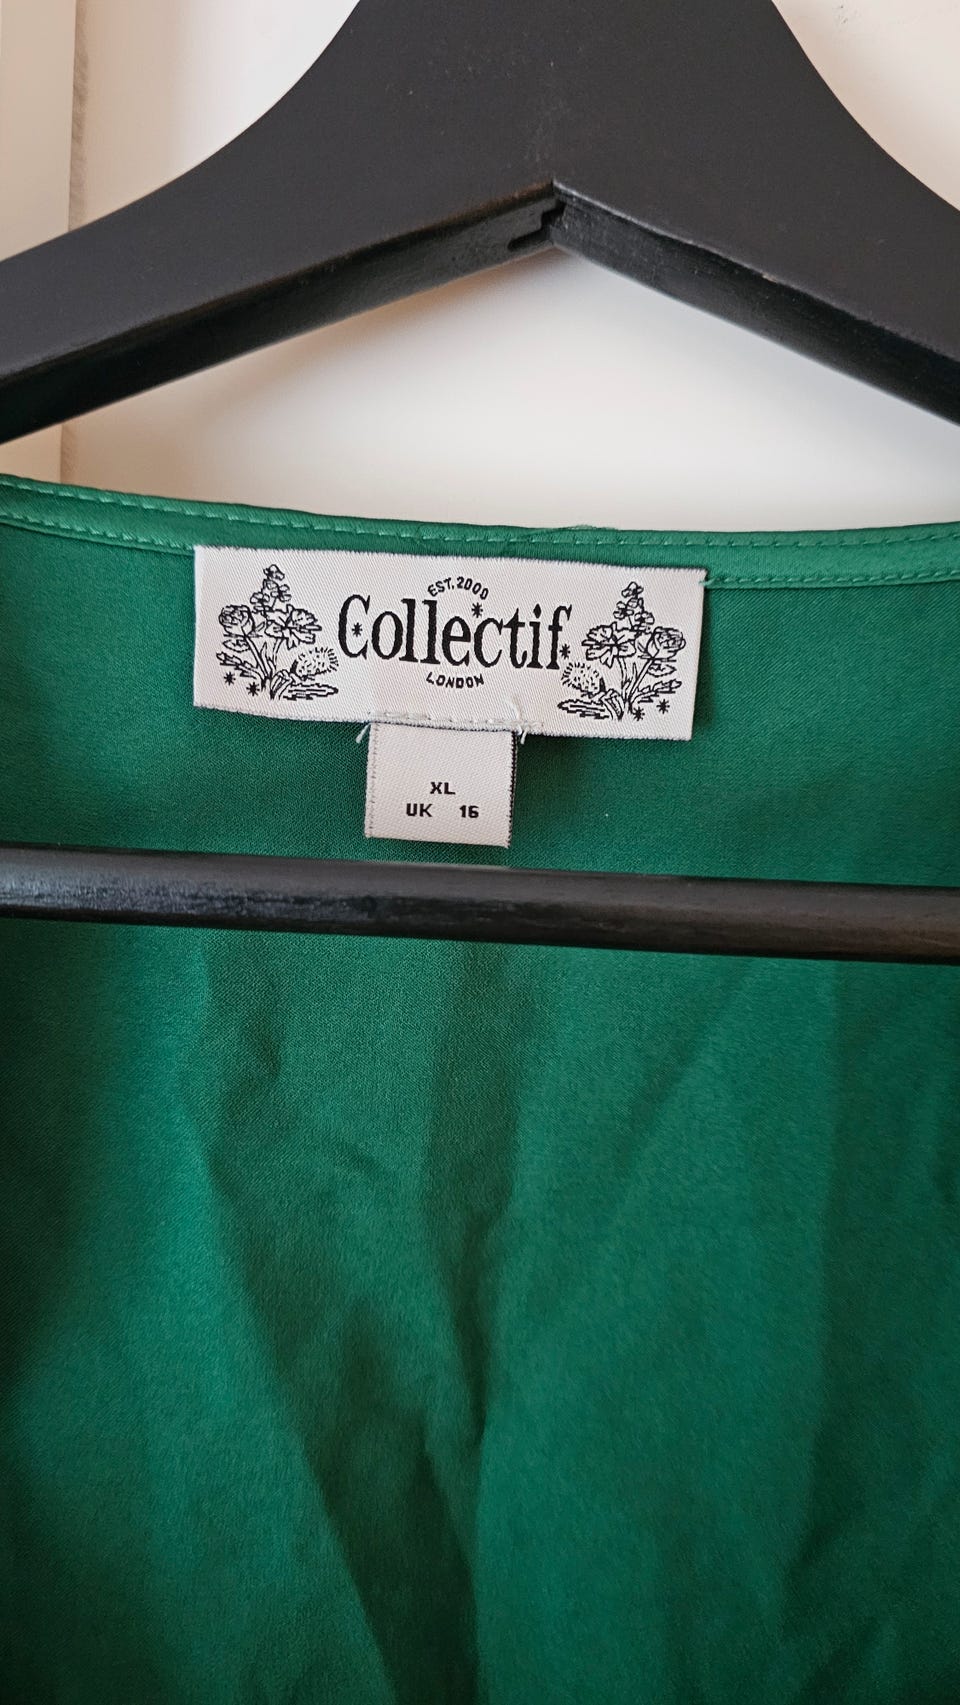 EST. 2000
Collectif
LONDON
XL
UK 16